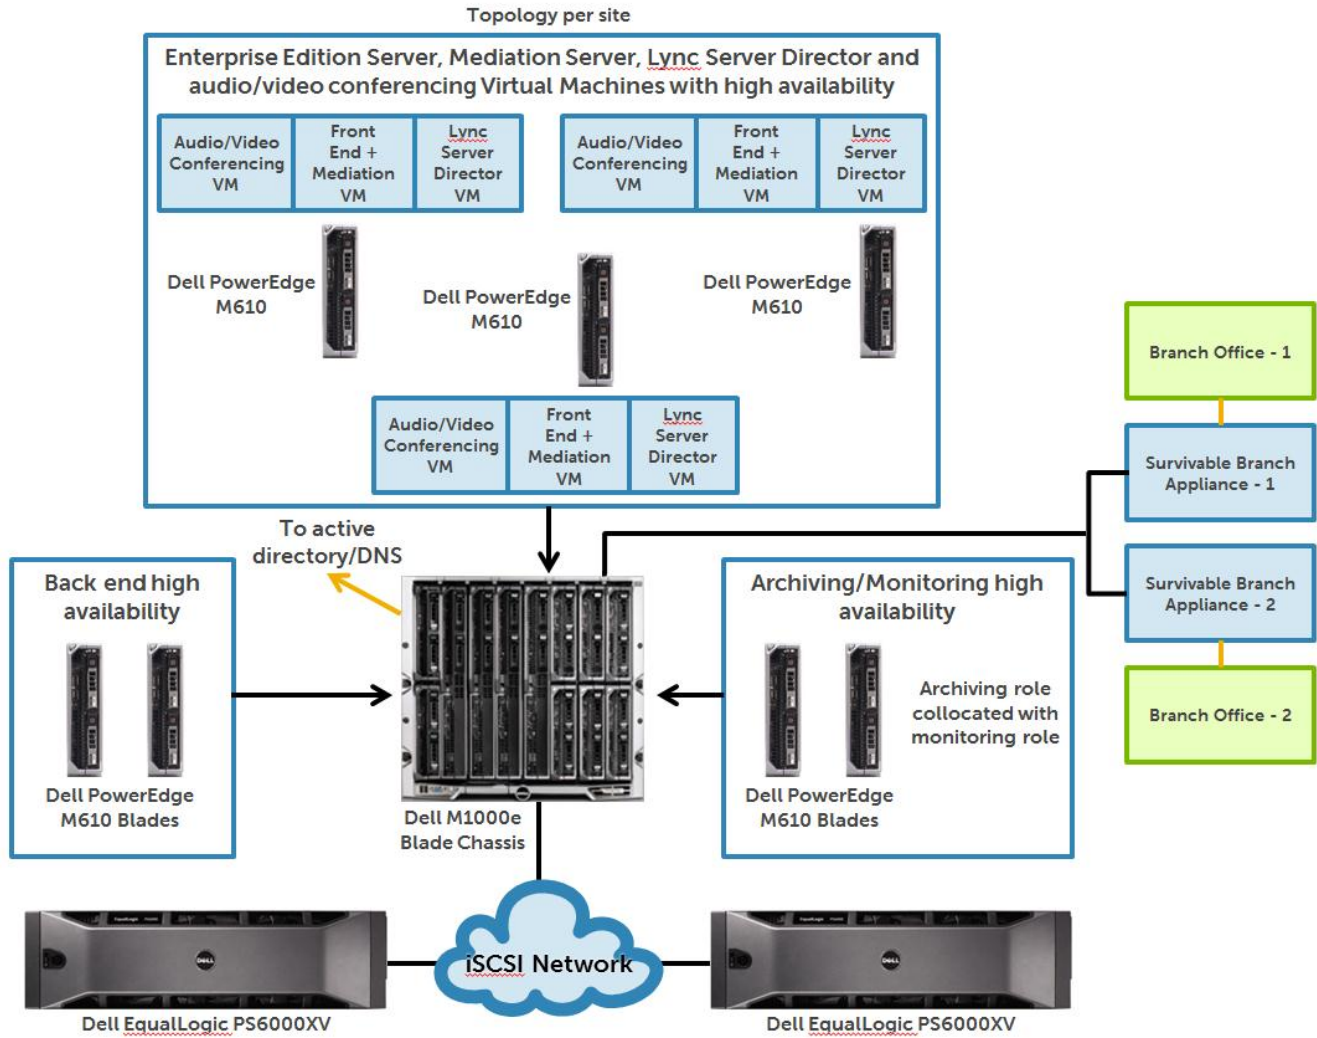 Topology per site
Enterprise Edition Server, Mediation Server, Lync Server Director and
audio/video conferencing Virtual Machines with high availability
Audio/Video
Conferencing
VM
Front
End +
Mediation
VM
Lync
Server
Director
VM
Audio/Video
Conferencing
VM
Front
End +
Mediation
VM
Lync
Server
Director
VM
Dell PowerEdge
M610
Dell PowerEdge
M610
Dell PowerEdge
M610
Audio/Video
Conferencing
VM
Front
End +
Mediation
VM
Lync
Server
Director
VM
Branch Office - 1
Survivable Branch
Appliance - 1
Survivable Branch
Appliance - 2
Branch Office - 2
To active
directory/DNS
Back end high
availability
Dell PowerEdge
M610 Blades
Archiving/Monitoring high
availability
Archiving role
collocated with
monitoring role
Dell PowerEdge
M610 Blades
Dell M1000e
Blade Chassis
DELL
iSCSI Network
DELL
Dell EqualLogic PS6000XV
Dell EqualLogic PS6000XV